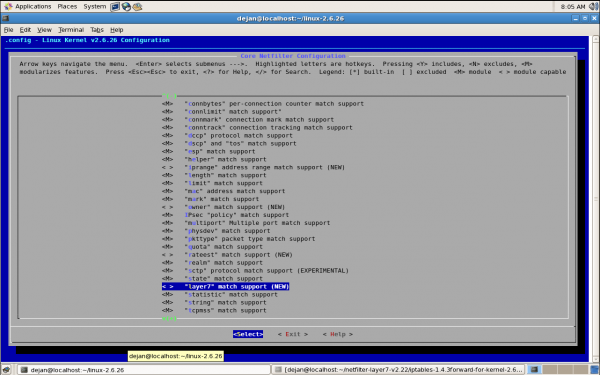 Applications Places System 8:05 AM
dejan@localhost:~/linux-2.6.26
File Edit View Terminal Tabs Help
.config - Linux Kernel v2.6.26 Configuration
Core Netfilter Configuration
Arrow keys navigate the menu. <Enter> selects submenus --->. Highlighted letters are hotkeys. Pressing <Y> includes, <N> excludes, <M>
modularizes features. Press <Esc><Esc> to exit, <?> for Help, </> for Search. Legend: [*] built-in [ ] excluded <M> module < > module capable
<M> "connbytes" per-connection counter match support
<M> "connlimit" match support"
<M> "connmark" connection mark match support
<M> "conntrack" connection tracking match support
<M> "dccp" protocol match support
<M> "dscp" and "tos" match support
<M> "esp" match support
<M> "helper" match support
< > "iprange" address range match support (NEW)
<M> "length" match support
<M> "limit" match support
<M> "mac" address match support
<M> "mark" match support
< > "owner" match support (NEW)
<M> IPsec "policy" match support
<M> "multiport" Multiple port match support
<M> "physdev" match support
<M> "pkttype" packet type match support
<M> "quota" match support
< > "rateest" match support (NEW)
<M> "realm" match support
<M> "sctp" protocol match support (EXPERIMENTAL)
<M> "state" match support
< > "layer7" match support (NEW)
<M> "statistic" match support
<M> "string" match support
<M> "tcpmss" match support
<Select> < Exit > < Help >
dejan@localhost:~/linux-2.6.26
dejan@localhost:~/linux-2.6.26 [dejan@localhost:~/netfilter-layer7-v2.22/iptables-1.4.3forward-for-kernel-2.6...